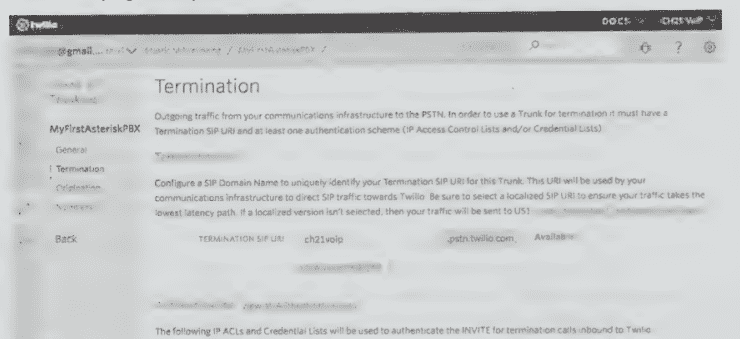 twilio
DOCS
CH21 VoIP
@gmail....
Termination
Outgoing traffic from your communications infrastructure to the PSTN. In order to use a Trunk for termination it must have a
Termination SIP URI and at least one authentication scheme (IP Access Control Lists and/or Credential Lists)
MyFirstAsteriskPBX
General
Termination
Origination
Numbers
Configure a SIP Domain Name to uniquely identify your Termination SIP URI for this Trunk. This URI will be used by your
communications infrastructure to direct SIP traffic towards Twilio. Be sure to select a localized SIP URI to ensure your traffic takes the
lowest latency path. If a localized version isn't selected, then your traffic will be sent to US1
Back
TERMINATION SIP URI ch21voip .pstn.twilio.com Available
The following IP ACLs and Credential Lists will be used to authenticate the INVITE for termination calls inbound to Twilio